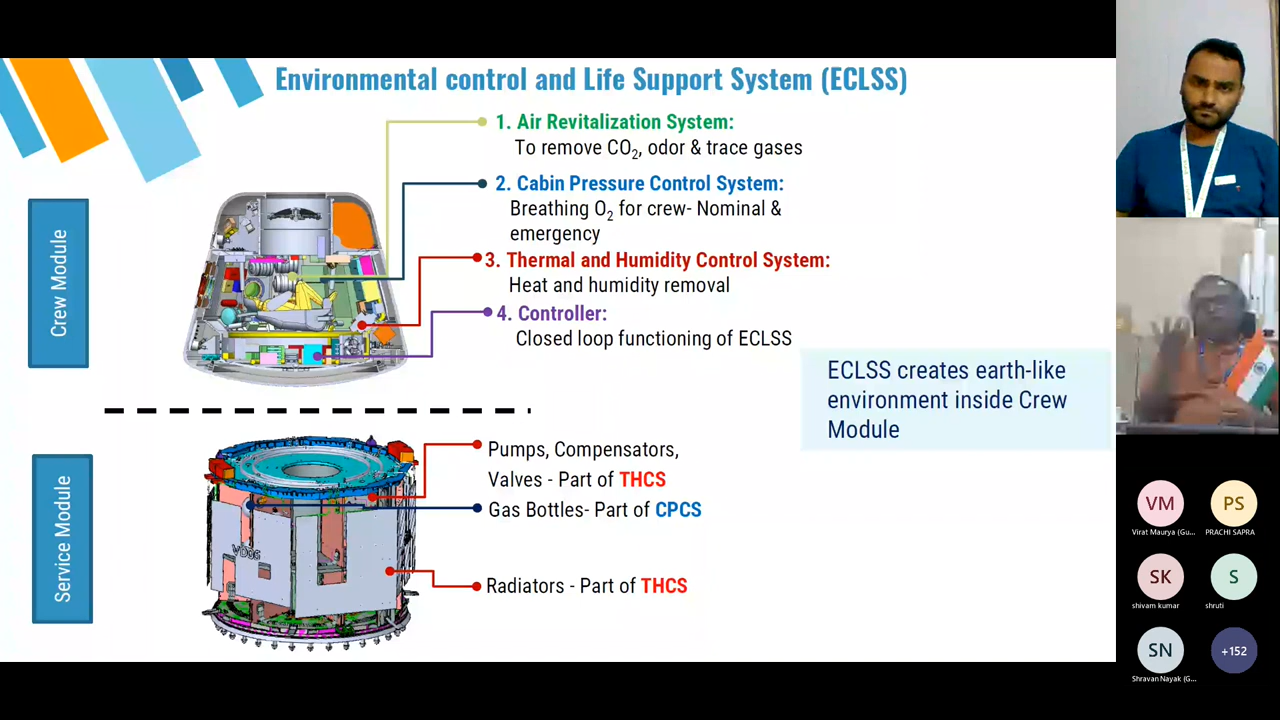 Environmental control and Life Support System (ECLSS)
1. Air Revitalization System:
To remove CO₂, odor & trace gases
2. Cabin Pressure Control System:
Breathing O₂ for crew- Nominal &
emergency
3. Thermal and Humidity Control System:
Heat and humidity removal
4. Controller:
Closed loop functioning of ECLSS
Crew Module
ECLSS creates earth-like
environment inside Crew
Module
Service Module
Pumps, Compensators,
Valves - Part of THCS
Gas Bottles- Part of CPCS
Radiators - Part of THCS
VM
Virat Maurya (Gu...
PS
PRACHI SAPRA
SK
shivam kumar
S
shruti
SN
Shravan Nayak (G...
+152